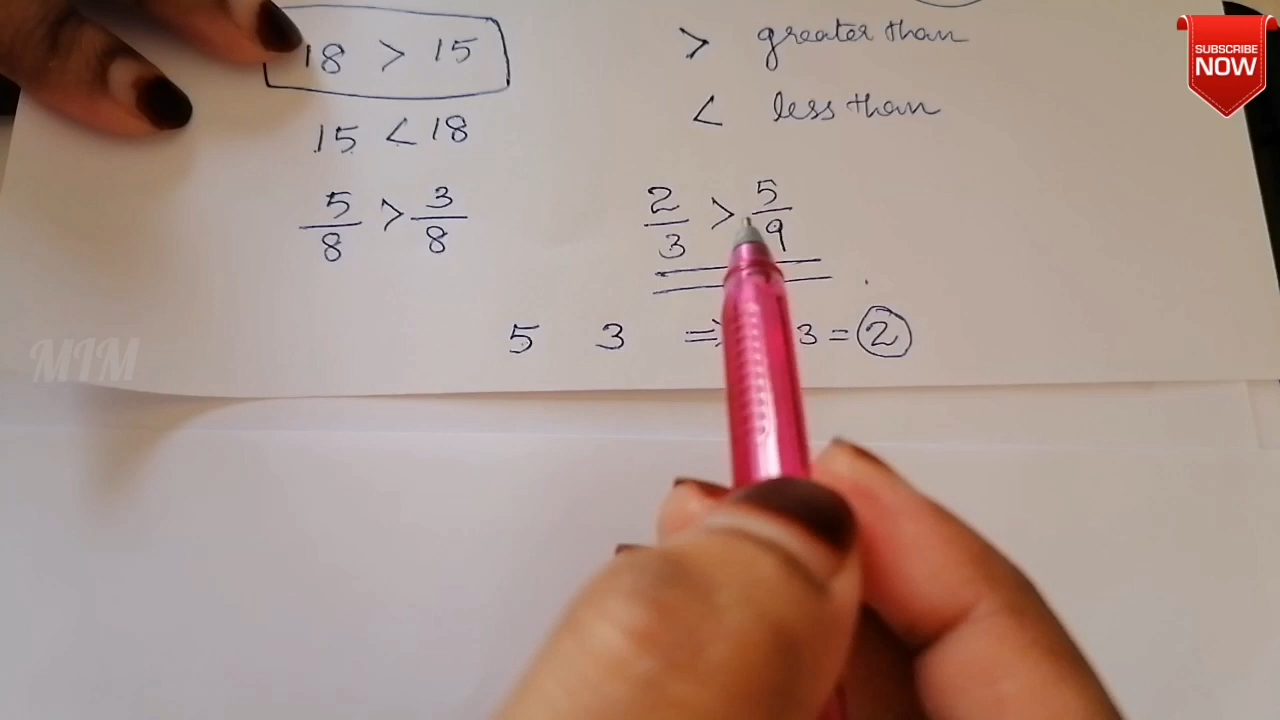 18 > 15
> greater than
15 < 18
< less than
5/8 > 3/8
2/3 > 5/9
5 3 ⇒ 3 = 2
MIM
SUBSCRIBE
NOW